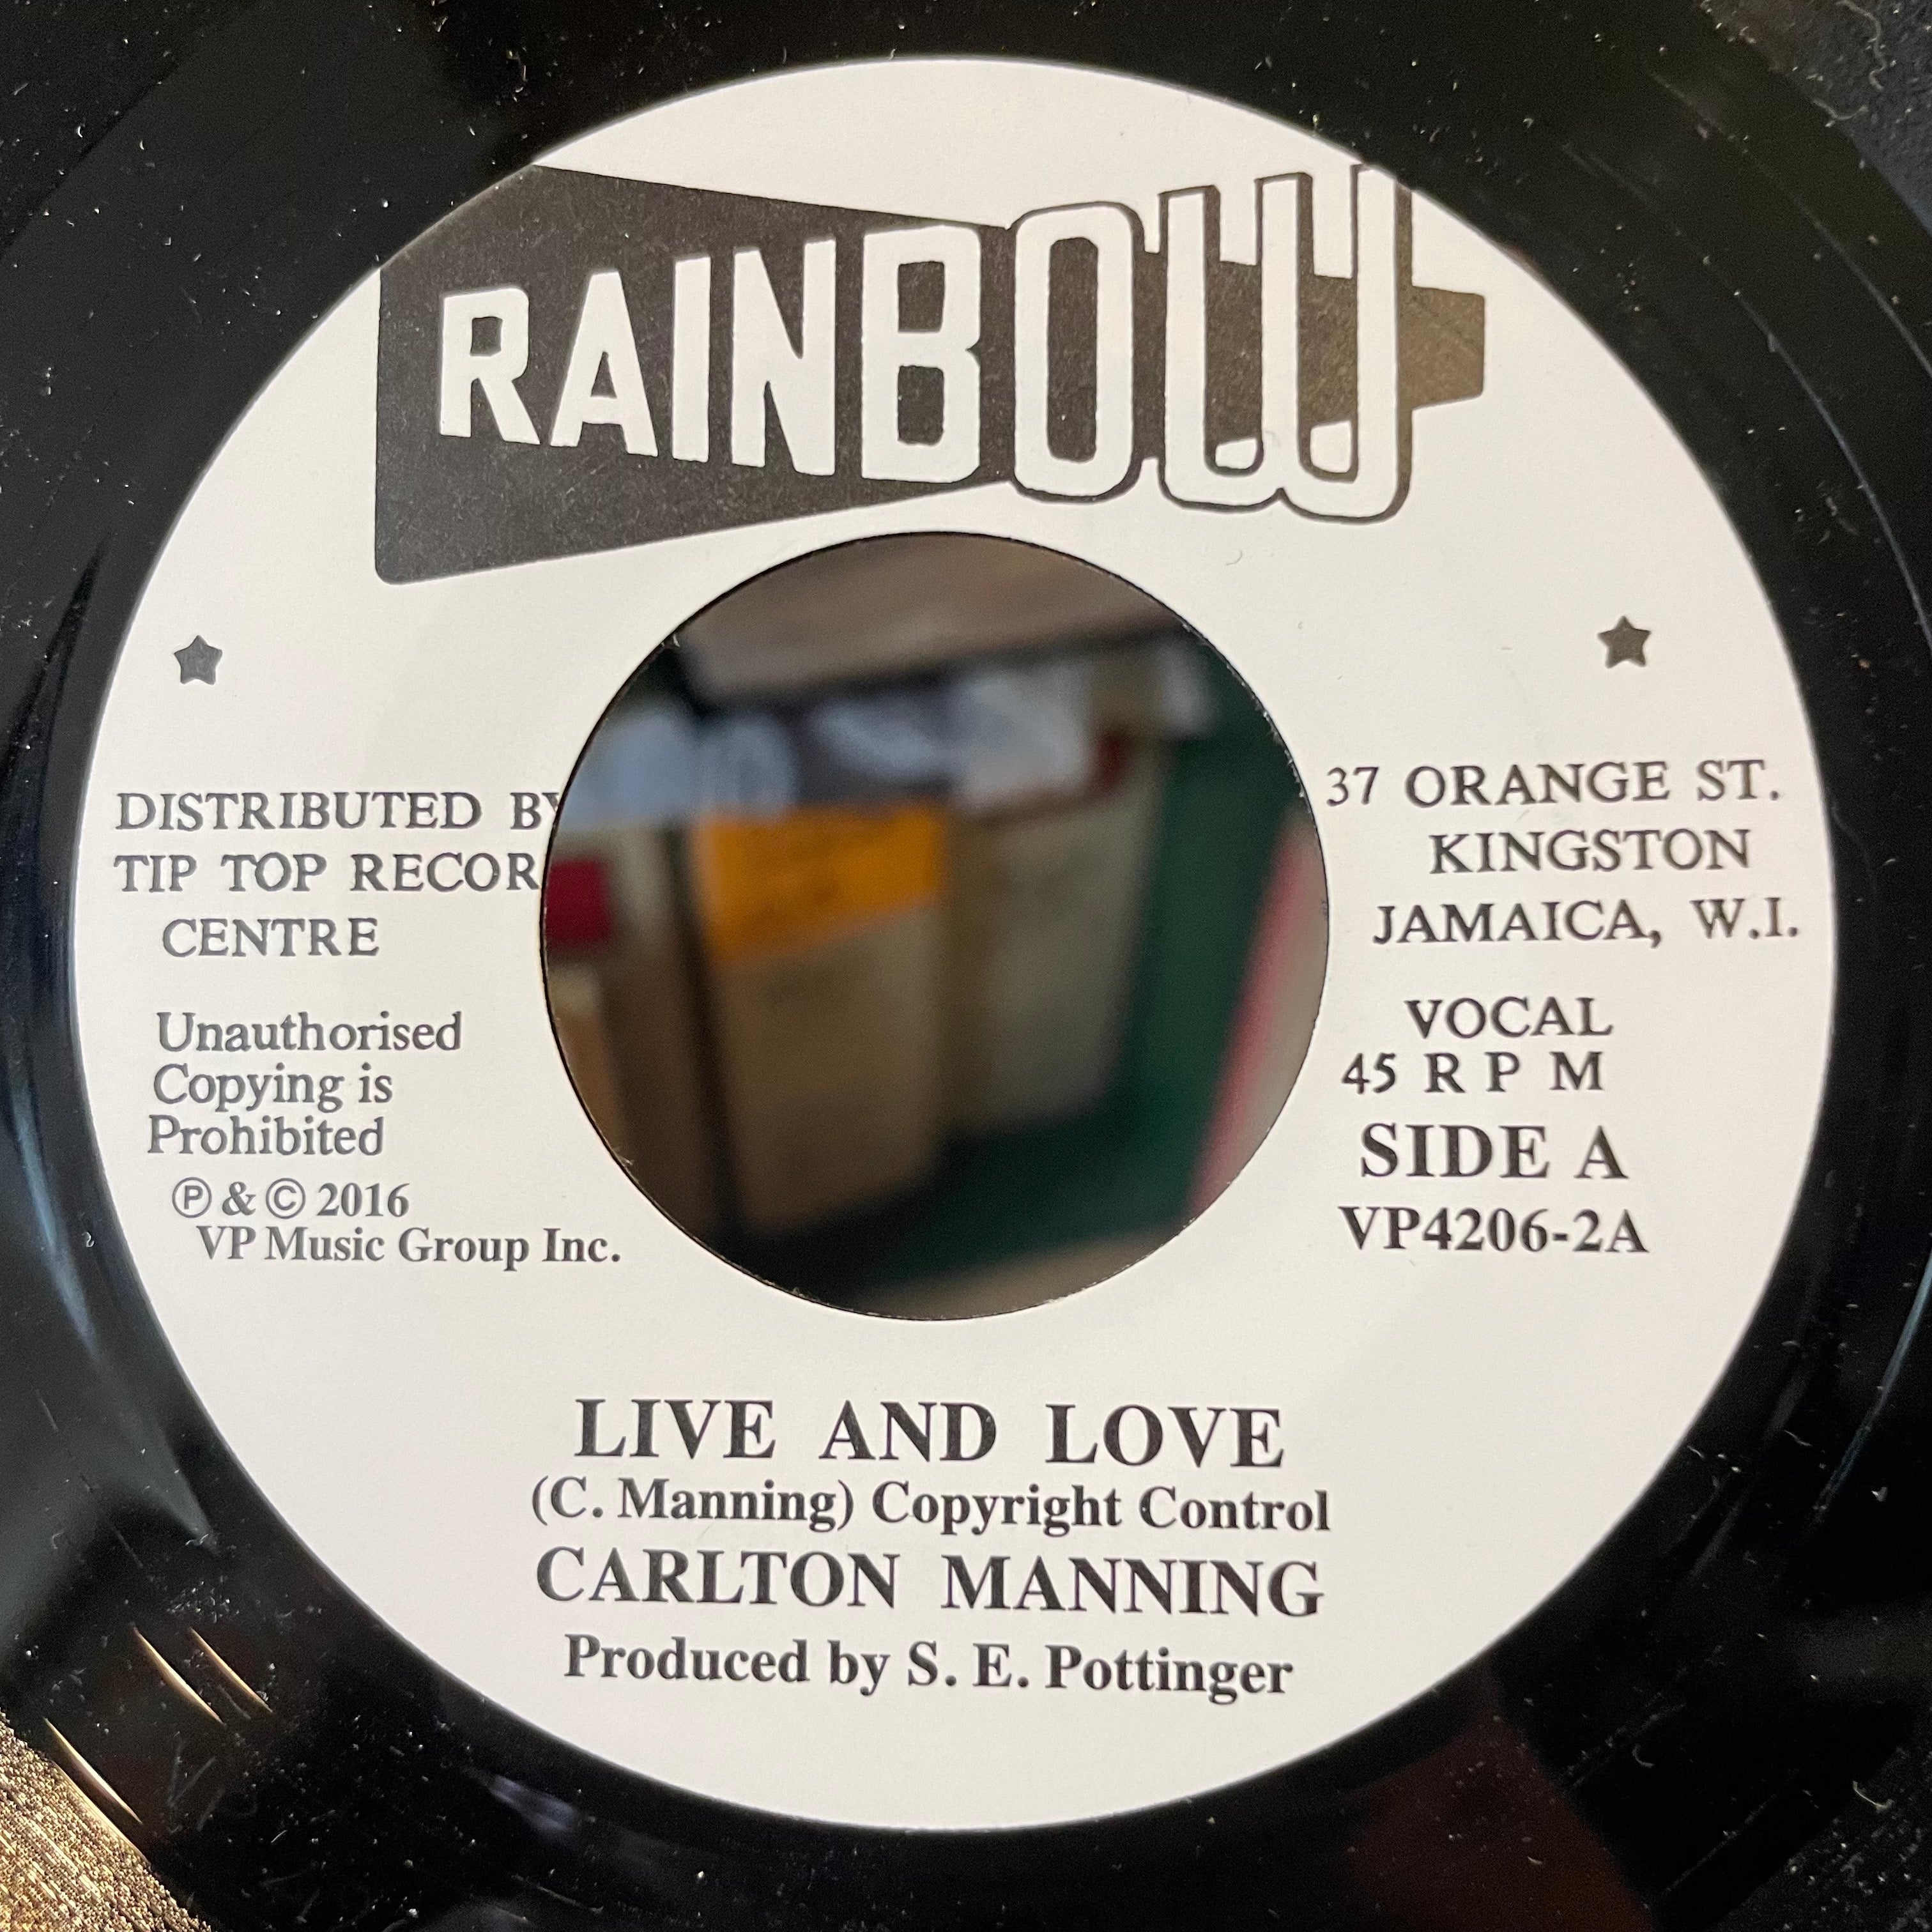 RAINBOW
DISTRIBUTED BY
TIP TOP RECOR
CENTRE
Unauthorised
Copying is
Prohibited
℗ & © 2016
VP Music Group Inc.
37 ORANGE ST.
KINGSTON
JAMAICA, W.I.
VOCAL
45 R P M
SIDE A
VP4206-2A
LIVE AND LOVE
(C. Manning) Copyright Control
CARLTON MANNING
Produced by S. E. Pottinger